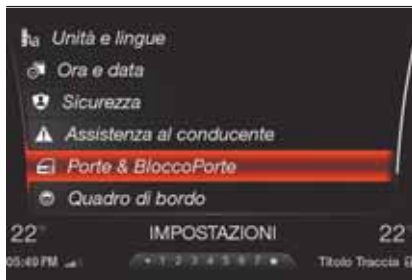 Unità e lingue
Ora e data
Sicurezza
Assistenza al conducente
Porte & BloccoPorte
Quadro di bordo
22° IMPOSTAZIONI 22°
05:49 PM 1 2 3 4 5 6 7 Titolo Traccia